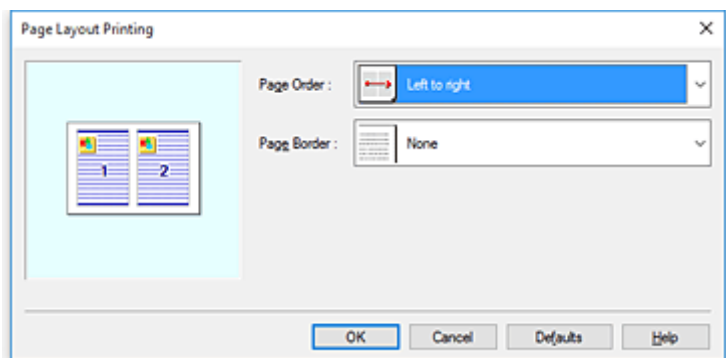 Page Layout Printing
Page Order :
Left to right
1 2
Page Border :
None
OK Cancel Defaults Help